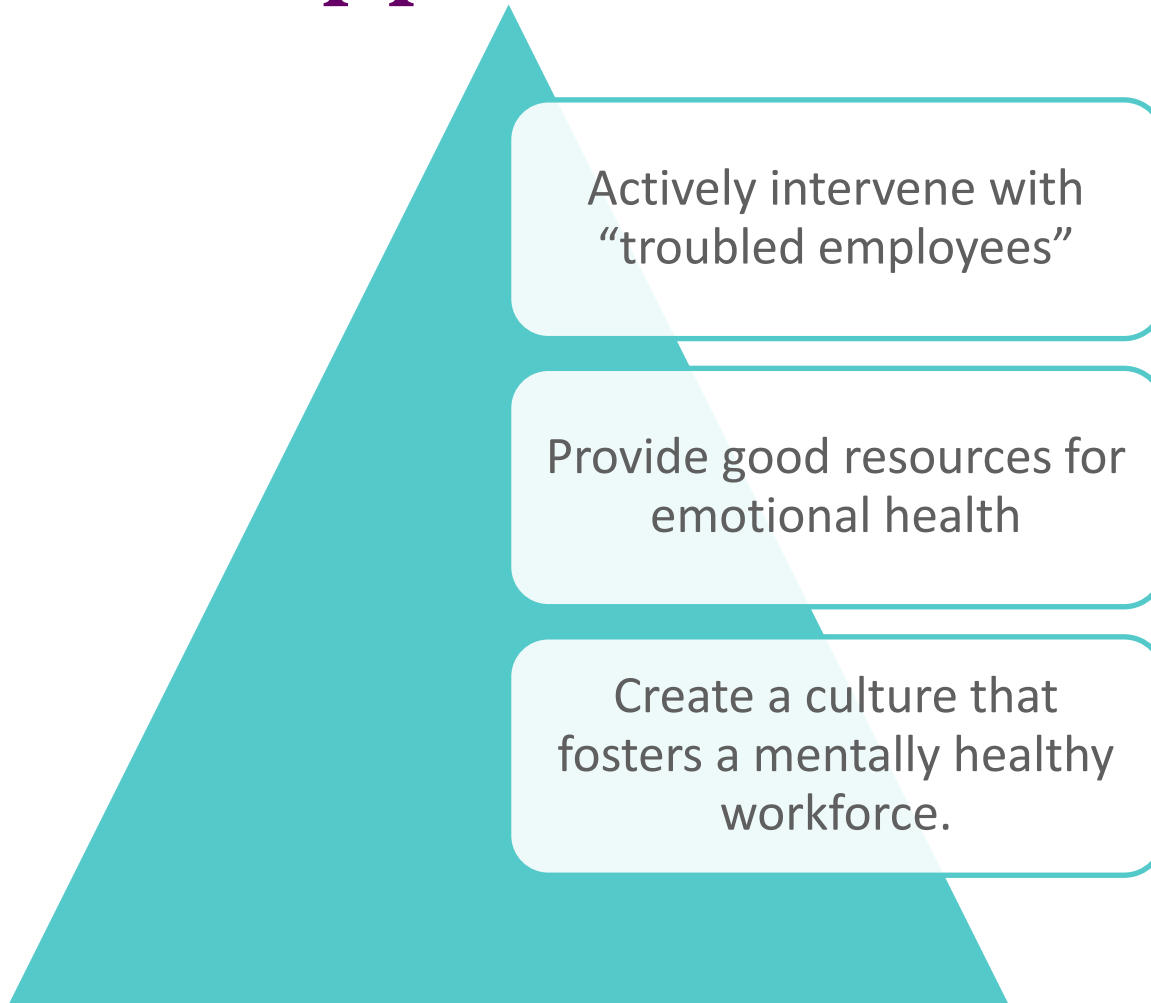 Actively intervene with
“troubled employees”
Provide good resources for
emotional health
Create a culture that
fosters a mentally healthy
workforce.